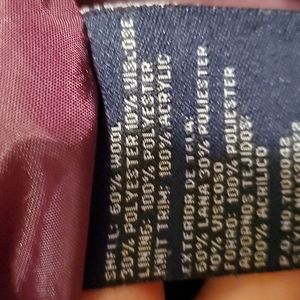 SHELL: 60% WOOL
30% POLYESTER 10% VISCOSE
LINING: 100% POLYESTER
KNIT TRIM: 100% ACRYLIC
EXTERIOR DE TELA:
60% LANA 30% POLIESTER
10% VISCOSO
FORRO: 100% POLIESTER
ADORNOS TEJIDOS:
100% ACRILICO
P.O. NO.